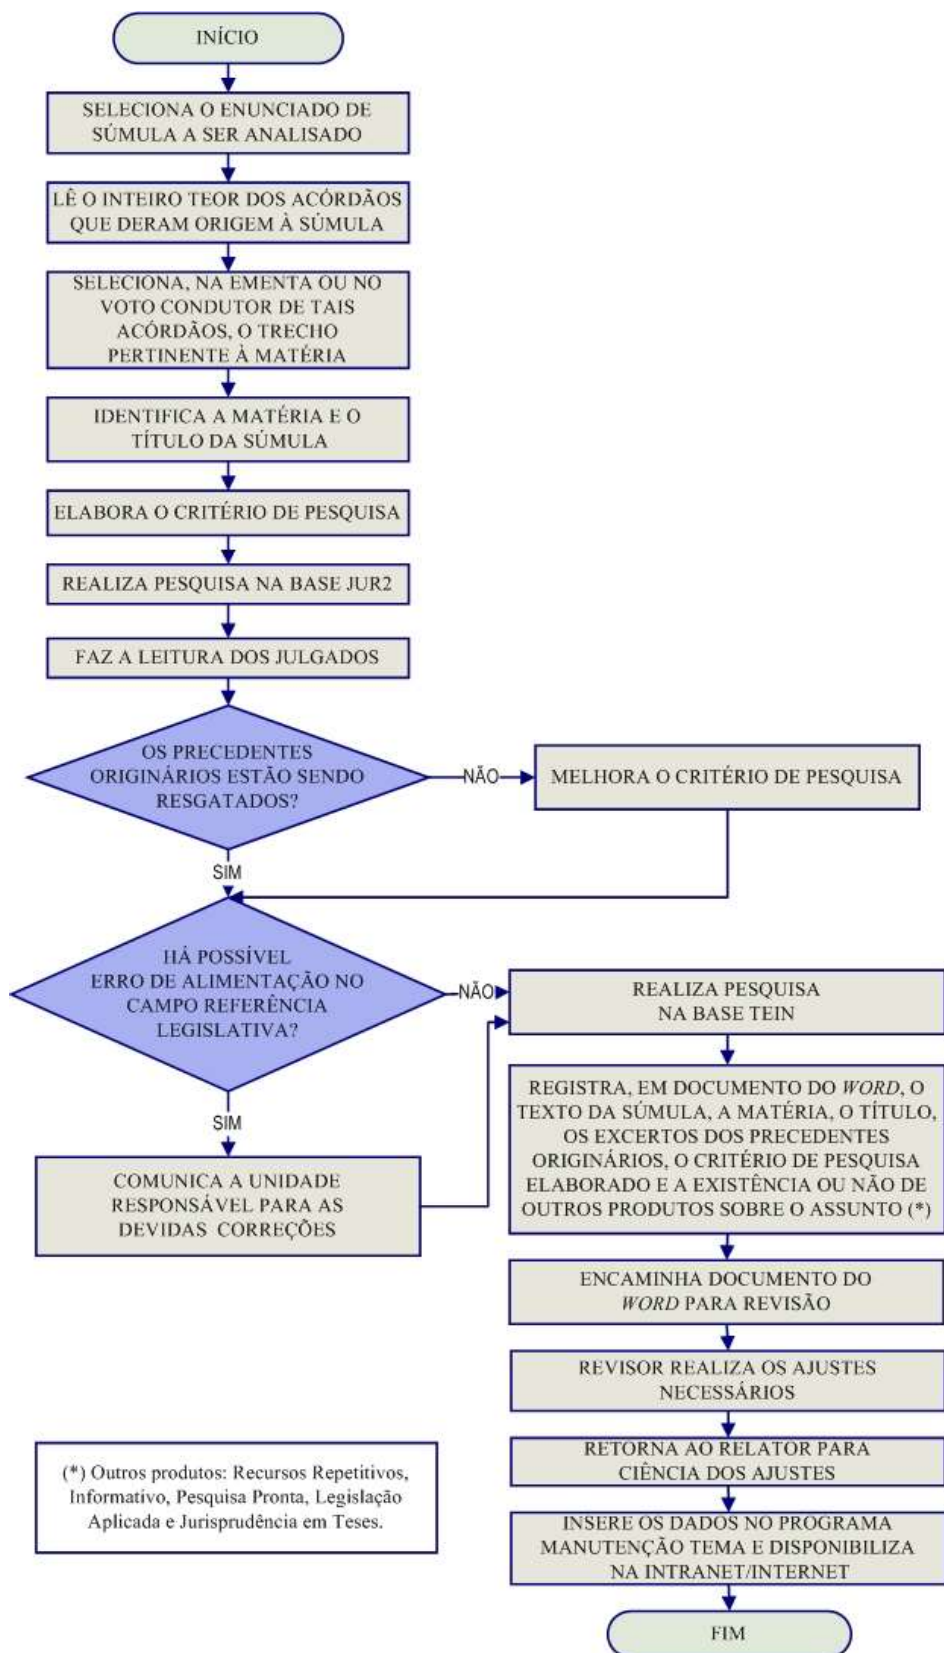 INÍCIO
SELECIONA O ENUNCIADO DE
SÚMULA A SER ANALISADO
LÊ O INTEIRO TEOR DOS ACÓRDÃOS
QUE DERAM ORIGEM À SÚMULA
SELECIONA, NA EMENTA OU NO
VOTO CONDUTOR DE TAIS
ACÓRDÃOS, O TRECHO
PERTINENTE À MATÉRIA
IDENTIFICA A MATÉRIA E O
TÍTULO DA SÚMULA
ELABORA O CRITÉRIO DE PESQUISA
REALIZA PESQUISA NA BASE JUR2
FAZ A LEITURA DOS JULGADOS
OS PRECEDENTES
ORIGINÁRIOS ESTÃO SENDO
RESGATADOS?
NÃO
MELHORA O CRITÉRIO DE PESQUISA
SIM
HÁ POSSÍVEL
ERRO DE ALIMENTAÇÃO NO
CAMPO REFERÊNCIA
LEGISLATIVA?
NÃO
REALIZA PESQUISA
NA BASE TEIN
SIM
COMUNICA A UNIDADE
RESPONSÁVEL PARA AS
DEVIDAS CORREÇÕES
REGISTRA, EM DOCUMENTO DO WORD, O
TEXTO DA SÚMULA, A MATÉRIA, O TÍTULO,
OS EXCERTOS DOS PRECEDENTES
ORIGINÁRIOS, O CRITÉRIO DE PESQUISA
ELABORADO E A EXISTÊNCIA OU NÃO DE
OUTROS PRODUTOS SOBRE O ASSUNTO (*)
ENCAMINHA DOCUMENTO DO
WORD PARA REVISÃO
REVISOR REALIZA OS AJUSTES
NECESSÁRIOS
RETORNA AO RELATOR PARA
CIÊNCIA DOS AJUSTES
INSERE OS DADOS NO PROGRAMA
MANUTENÇÃO TEMA E DISPONIBILIZA
NA INTRANET/INTERNET
FIM
(*) Outros produtos: Recursos Repetitivos,
Informativo, Pesquisa Pronta, Legislação
Aplicada e Jurisprudência em Teses.